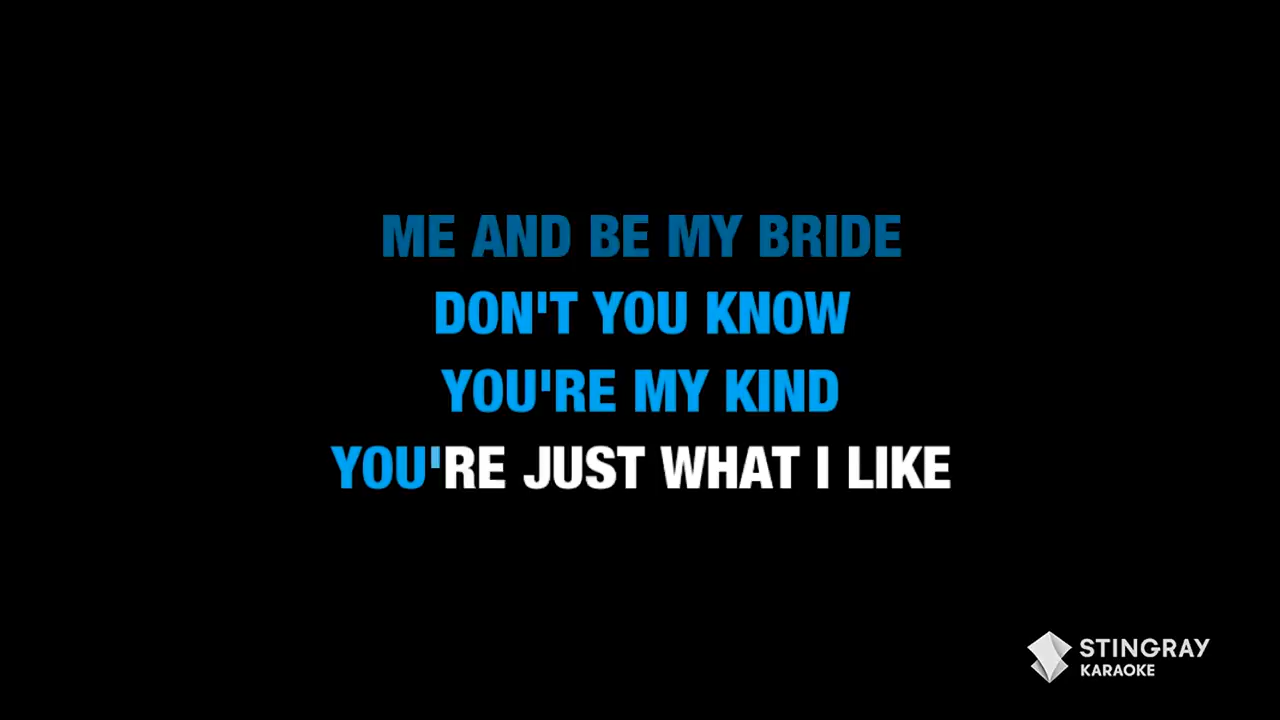 ME AND BE MY BRIDE
DON'T YOU KNOW
YOU'RE MY KIND
YOU'RE JUST WHAT I LIKE
STINGRAY
KARAOKE